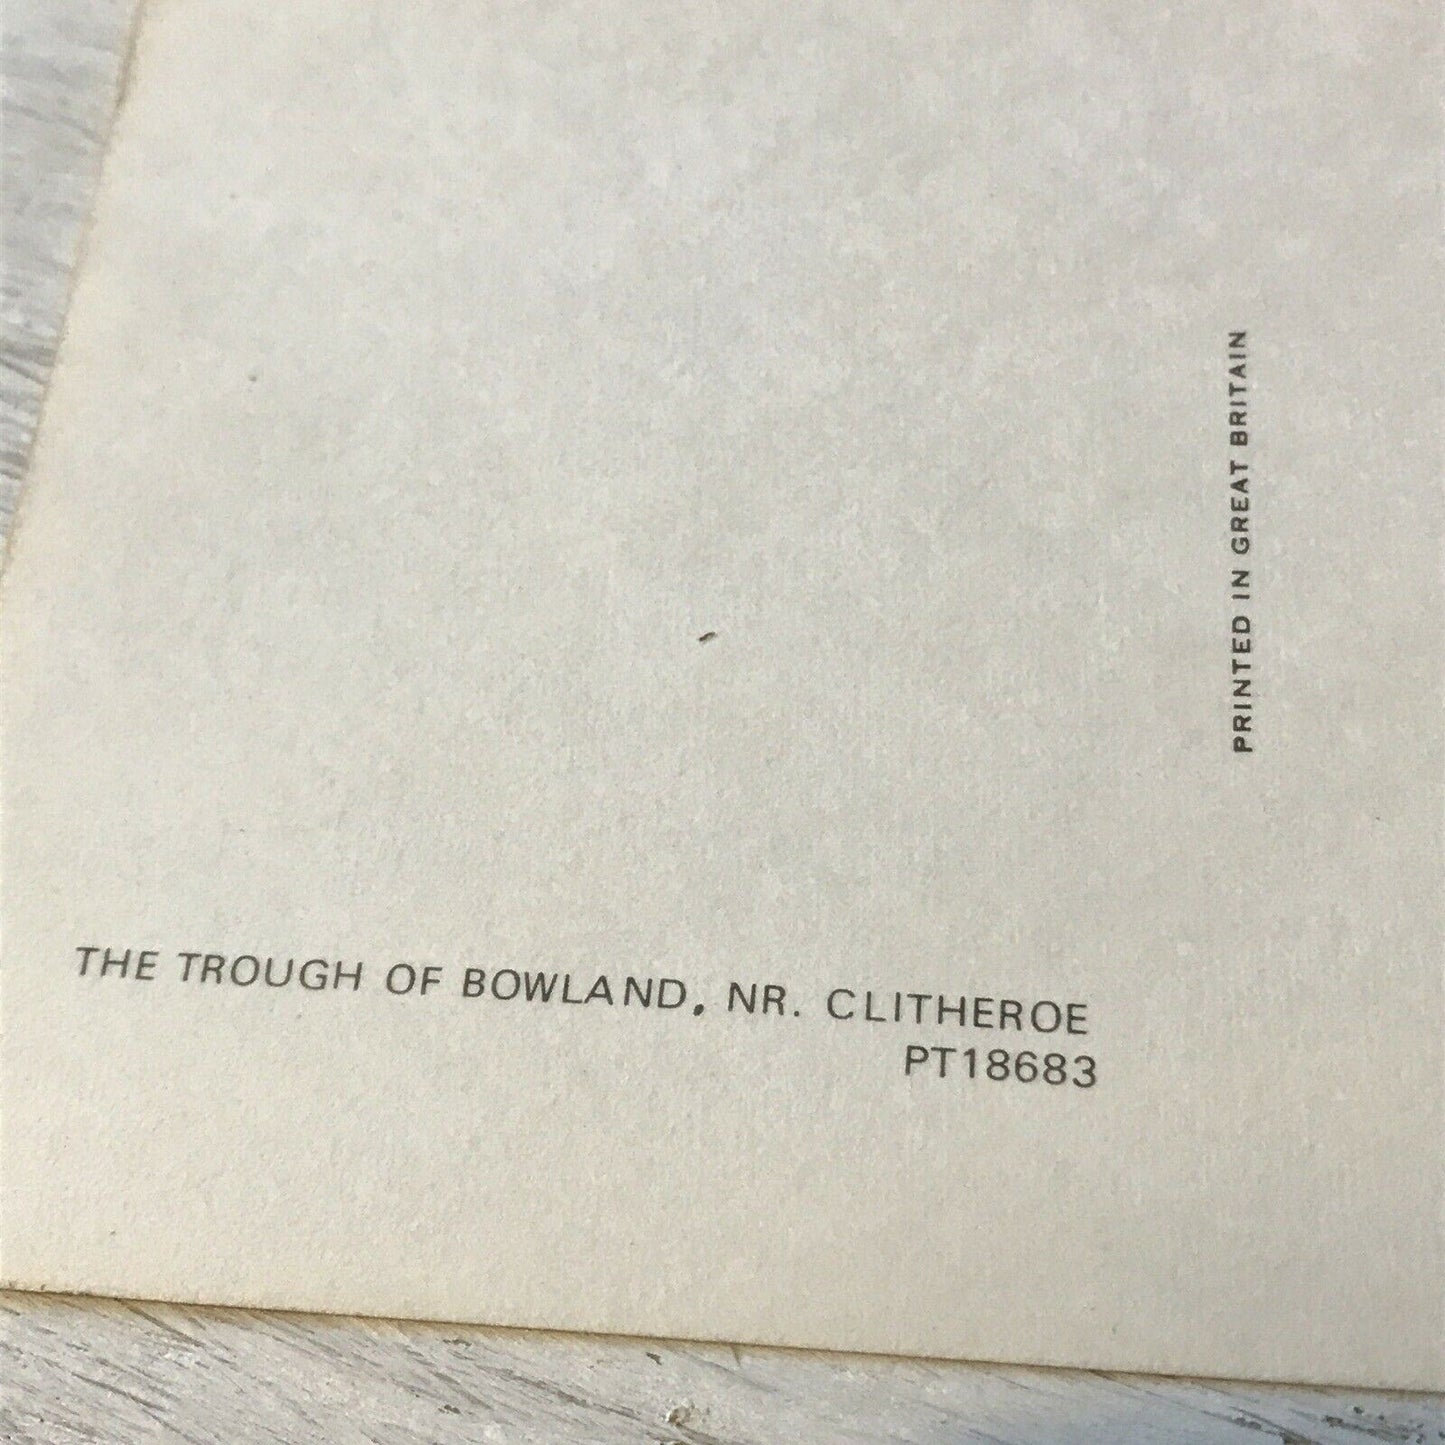 PRINTED IN GREAT BRITAIN
THE TROUGH OF BOWLAND, NR. CLITHEROE
PT18683